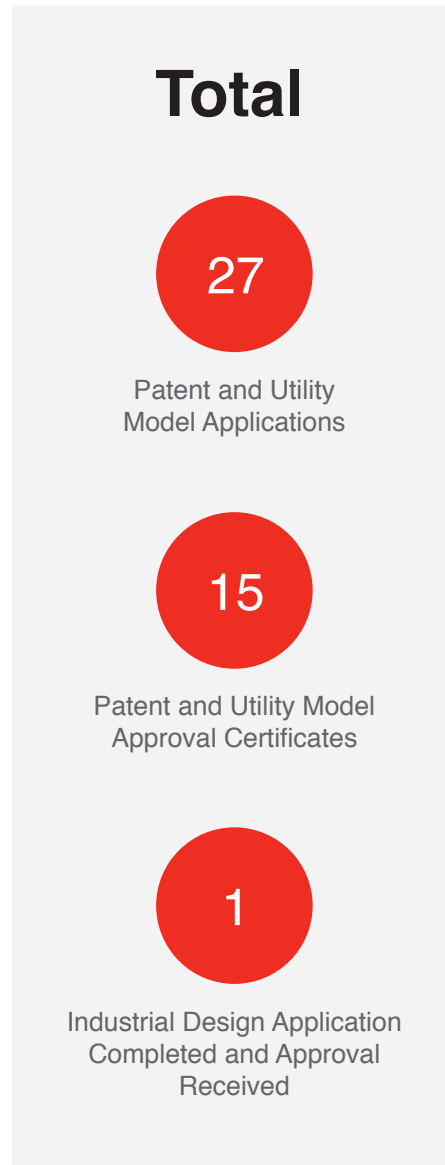 Total
27
Patent and Utility
Model Applications
15
Patent and Utility Model
Approval Certificates
1
Industrial Design Application
Completed and Approval
Received